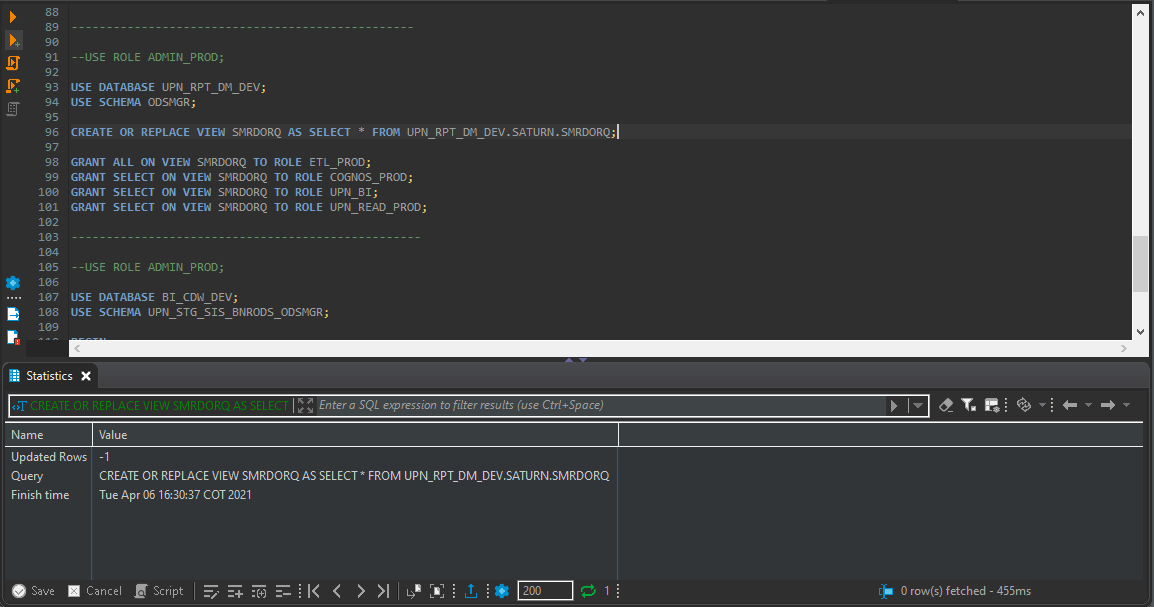 88
89 -------------------------------------------------
90
91 --USE ROLE ADMIN_PROD;
92
93 USE DATABASE UPN_RPT_DM_DEV;
94 USE SCHEMA ODSMGR;
95
96 CREATE OR REPLACE VIEW SMRDORQ AS SELECT * FROM UPN_RPT_DM_DEV.SATURN.SMRDORQ;
97
98 GRANT ALL ON VIEW SMRDORQ TO ROLE ETL_PROD;
99 GRANT SELECT ON VIEW SMRDORQ TO ROLE COGNOS_PROD;
100 GRANT SELECT ON VIEW SMRDORQ TO ROLE UPN_BI;
101 GRANT SELECT ON VIEW SMRDORQ TO ROLE UPN_READ_PROD;
102
103 --------------------------------------------------
104
105 --USE ROLE ADMIN_PROD;
106
107 USE DATABASE BI_CDW_DEV;
108 USE SCHEMA UPN_STG_SIS_BNRODS_ODSMGR;
109
110 BEGIN
Statistics
CREATE OR REPLACE VIEW SMRDORQ AS SELECT Enter a SQL expression to filter results (use Ctrl+Space)
Name Value
Updated Rows -1
Query CREATE OR REPLACE VIEW SMRDORQ AS SELECT * FROM UPN_RPT_DM_DEV.SATURN.SMRDORQ
Finish time Tue Apr 06 16:30:37 COT 2021
Save Cancel Script 200 1 0 row(s) fetched - 455ms